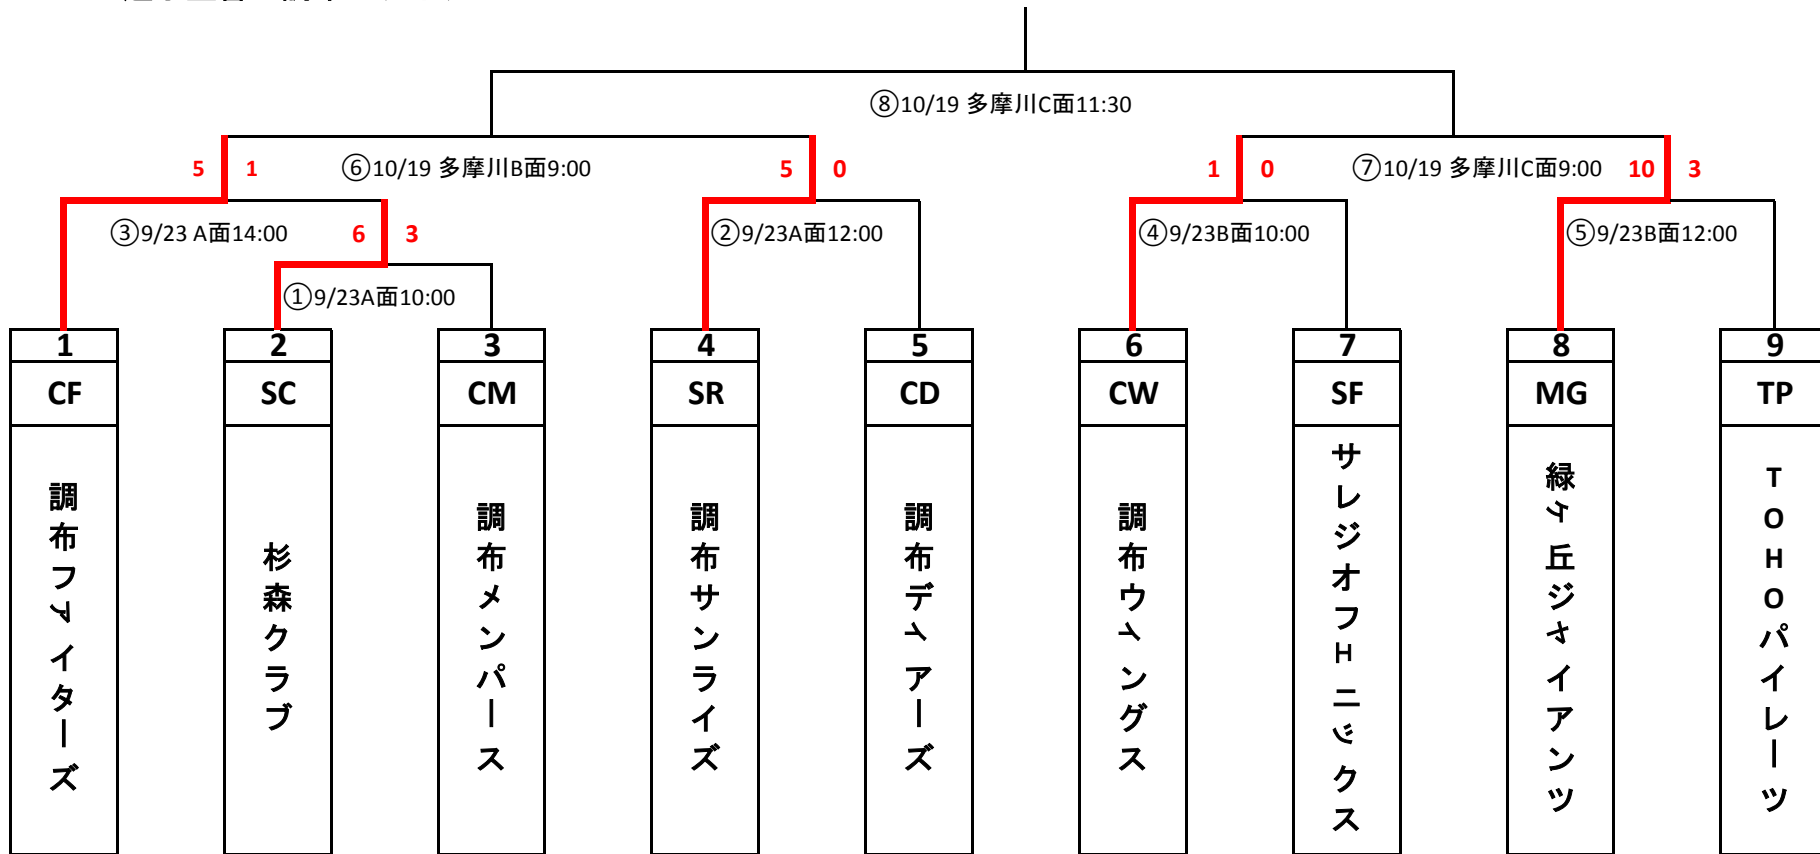 ⑧10/19 多摩川C面11:30
5 1 ⑥10/19 多摩川B面9:00 5 0 1 0 ⑦10/19 多摩川C面9:00 10 3
③9/23 A面14:00 6 3 ②9/23A面12:00 ④9/23B面10:00 ⑤9/23B面12:00
①9/23A面10:00
1 2 3 4 5 6 7 8 9
CF SC CM SR CD CW SF MG TP
調布ファイターズ
杉森クラブ
調布メンパース
調布サンライズ
調布ディアーズ
調布ウィングス
サレジオフェニックス
緑ヶ丘ジャイアンツ
TOHOパイレーツ